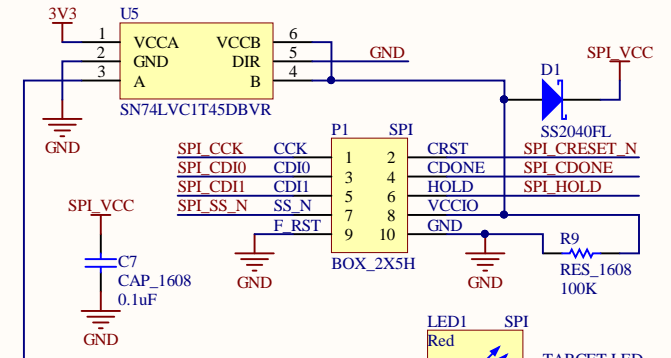 3V3
U5
1 VCCA VCCB 6
2 GND DIR 5 GND
3 A B 4
SPI_VCC
D1
SN74LVC1T45DBVR
SS2040FL
GND
P1 SPI
SPI_CCK CCK 1 2 CRST SPI_CRESET_N
SPI_CDI0 CDI0 3 4 CDONE SPI_CDONE
SPI_CDI1 CDI1 5 6 HOLD SPI_HOLD
SPI_SS_N SS_N 7 8 VCCIO
F_RST 9 10 GND
SPI_VCC
C7
CAP_1608
0.1uF
GND
GND
BOX_2X5H
GND
R9
RES_1608
100K
LED1 SPI
Red
TARGET LED